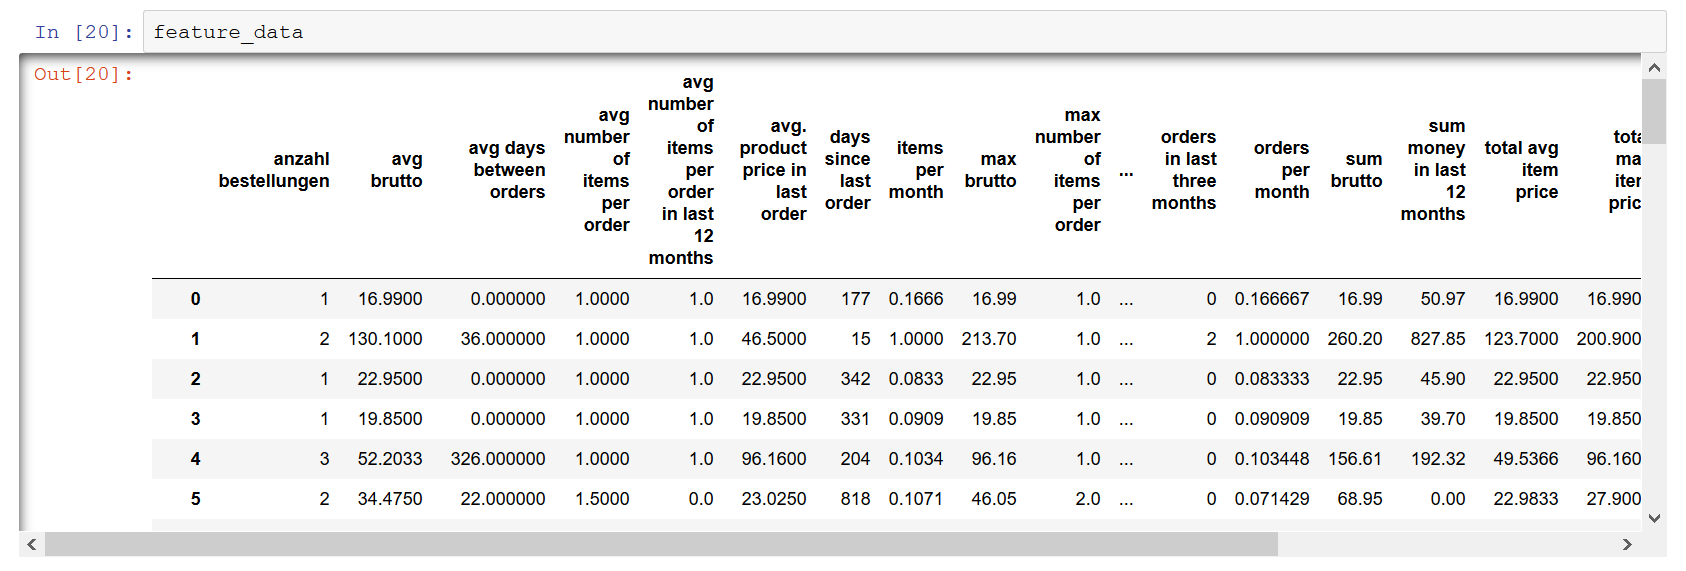 In [20]: feature_data
Out[20]:
anzahl bestellungen avg brutto avg days between orders avg number of items per order avg number of items per order in last 12 months avg. product price in last order days since last order items per month max brutto max number of items per order ... orders in last three months orders per month sum brutto sum money in last 12 months total avg item price
0 1 16.9900 0.000000 1.0000 1.0 16.9900 177 0.1666 16.99 1.0 ... 0 0.166667 16.99 50.97 16.9900 16.990
1 2 130.1000 36.000000 1.0000 1.0 46.5000 15 1.0000 213.70 1.0 ... 2 1.000000 260.20 827.85 123.7000 200.900
2 1 22.9500 0.000000 1.0000 1.0 22.9500 342 0.0833 22.95 1.0 ... 0 0.083333 22.95 45.90 22.9500 22.950
3 1 19.8500 0.000000 1.0000 1.0 19.8500 331 0.0909 19.85 1.0 ... 0 0.090909 19.85 39.70 19.8500 19.850
4 3 52.2033 326.000000 1.0000 1.0 96.1600 204 0.1034 96.16 1.0 ... 0 0.103448 156.61 192.32 49.5366 96.160
5 2 34.4750 22.000000 1.5000 0.0 23.0250 818 0.1071 46.05 2.0 ... 0 0.071429 68.95 0.00 22.9833 27.900